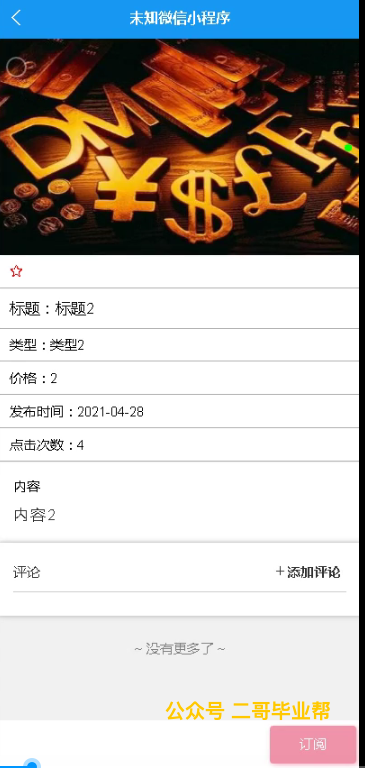 未知微信小程序
DM Fr
¥ $ £
标题：标题2
类型：类型2
价格：2
发布时间：2021-04-28
点击次数：4
内容
内容2
评论 +添加评论
~没有更多了~
公众号 二哥毕业帮
订阅